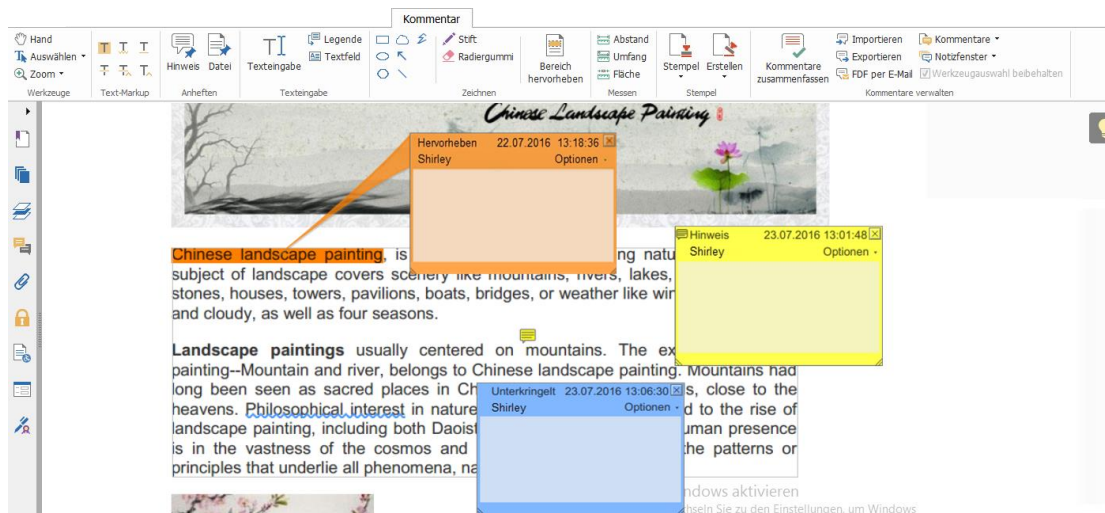 Kommentar
Hand
Auswählen
Zoom
Werkzeuge
Text-Markup
Hinweis Datei
Anheften
Texteingabe
Legende
Textfeld
Texteingabe
Stift
Radiergummi
Bereich
hervorheben
Zeichnen
Abstand
Umfang
Fläche
Messen
Stempel Erstellen
Stempel
Kommentare
zusammenfassen
Importieren
Exportieren
FDF per E-Mail
Kommentare
Notizfenster
Werkzeugauswahl beibehalten
Kommentare verwalten
Chinese Landscape Painting
Hervorheben 22.07.2016 13:18:36
Shirley Optionen
Hinweis 23.07.2016 13:01:48
Shirley Optionen
Chinese landscape painting, is ng natu
subject of landscape covers scenery like mountains, rivers, lakes,
stones, houses, towers, pavilions, boats, bridges, or weather like win
and cloudy, as well as four seasons.
Landscape paintings usually centered on mountains. The ex
painting--Mountain and river, belongs to Chinese landscape painting. Mountains had
long been seen as sacred places in Ch s, close to the
heavens. Philosophical interest in nature d to the rise of
landscape painting, including both Daoist uman presence
is in the vastness of the cosmos and the patterns or
principles that underlie all phenomena, na
Unterkringelt 23.07.2016 13:06:30
Shirley Optionen
ndows aktivieren
hseln Sie zu den Einstellungen, um Windows